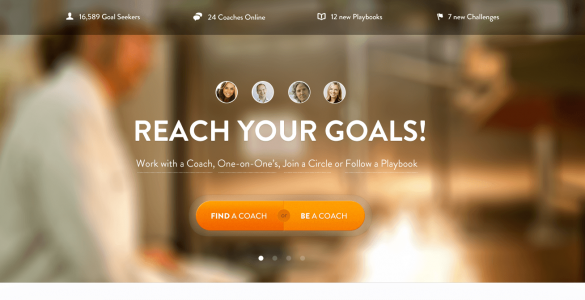 16,589 Goal Seekers
24 Coaches Online
12 new Playbooks
7 new Challenges
REACH YOUR GOALS!
Work with a Coach, One-on-One's, Join a Circle or Follow a Playbook
FIND A COACH or BE A COACH